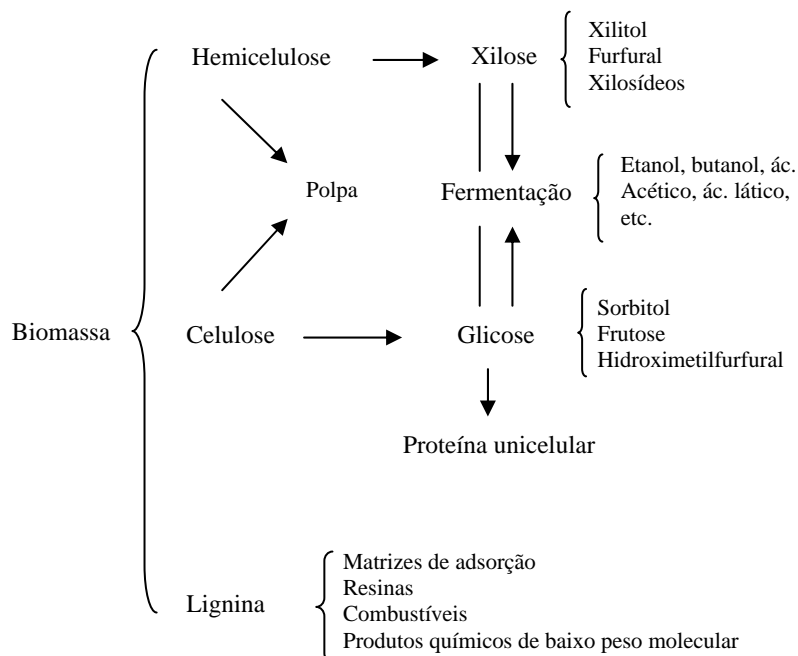 Hemicelulose
Xilose
Xilitol
Furfural
Xilosídeos
Polpa
Fermentação
Etanol, butanol, ác.
Acético, ác. lático,
etc.
Biomassa
Celulose
Glicose
Sorbitol
Frutose
Hidroximetilfurfural
Proteína unicelular
Lignina
Matrizes de adsorção
Resinas
Combustíveis
Produtos químicos de baixo peso molecular